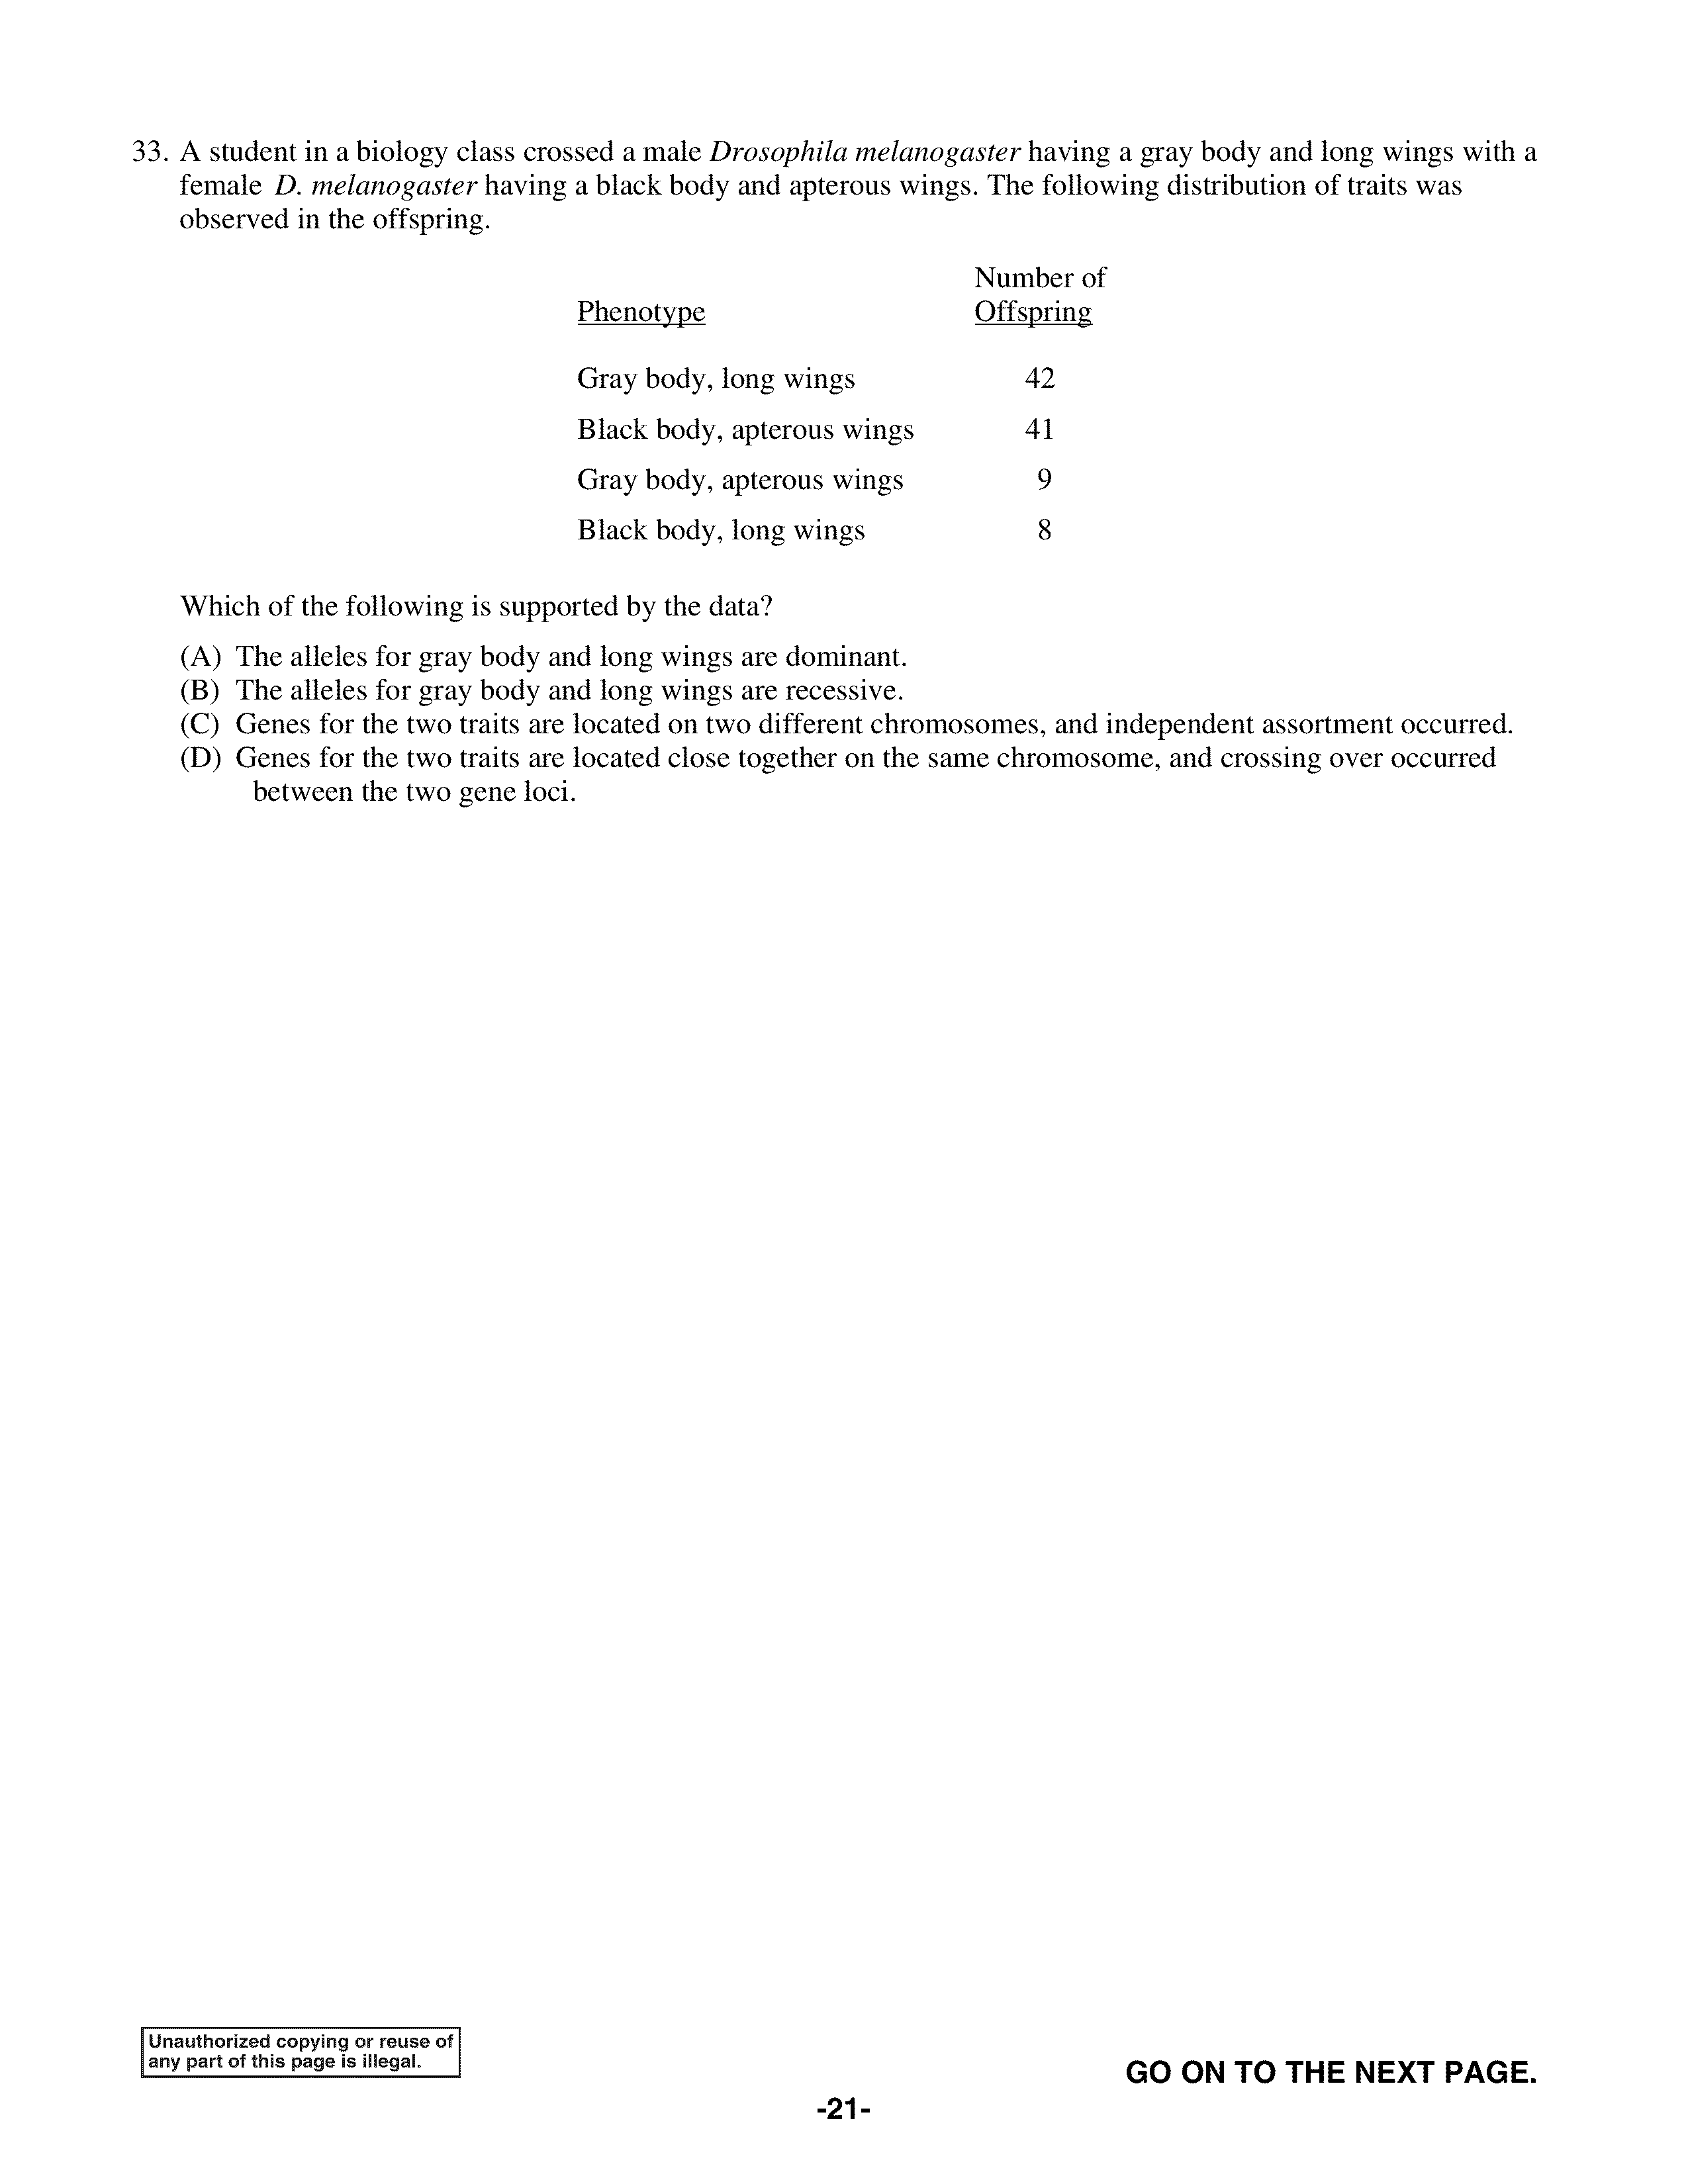 33. A student in a biology class crossed a male Drosophila melanogaster having a gray body and long wings with a
female D. melanogaster having a black body and apterous wings. The following distribution of traits was
observed in the offspring.
Number of
Phenotype Offspring
Gray body, long wings 42
Black body, apterous wings 41
Gray body, apterous wings 9
Black body, long wings 8
Which of the following is supported by the data?
(A) The alleles for gray body and long wings are dominant.
(B) The alleles for gray body and long wings are recessive.
(C) Genes for the two traits are located on two different chromosomes, and independent assortment occurred.
(D) Genes for the two traits are located close together on the same chromosome, and crossing over occurred
between the two gene loci.
Unauthorized copying or reuse of
any part of this page is illegal.
GO ON TO THE NEXT PAGE.
-21-